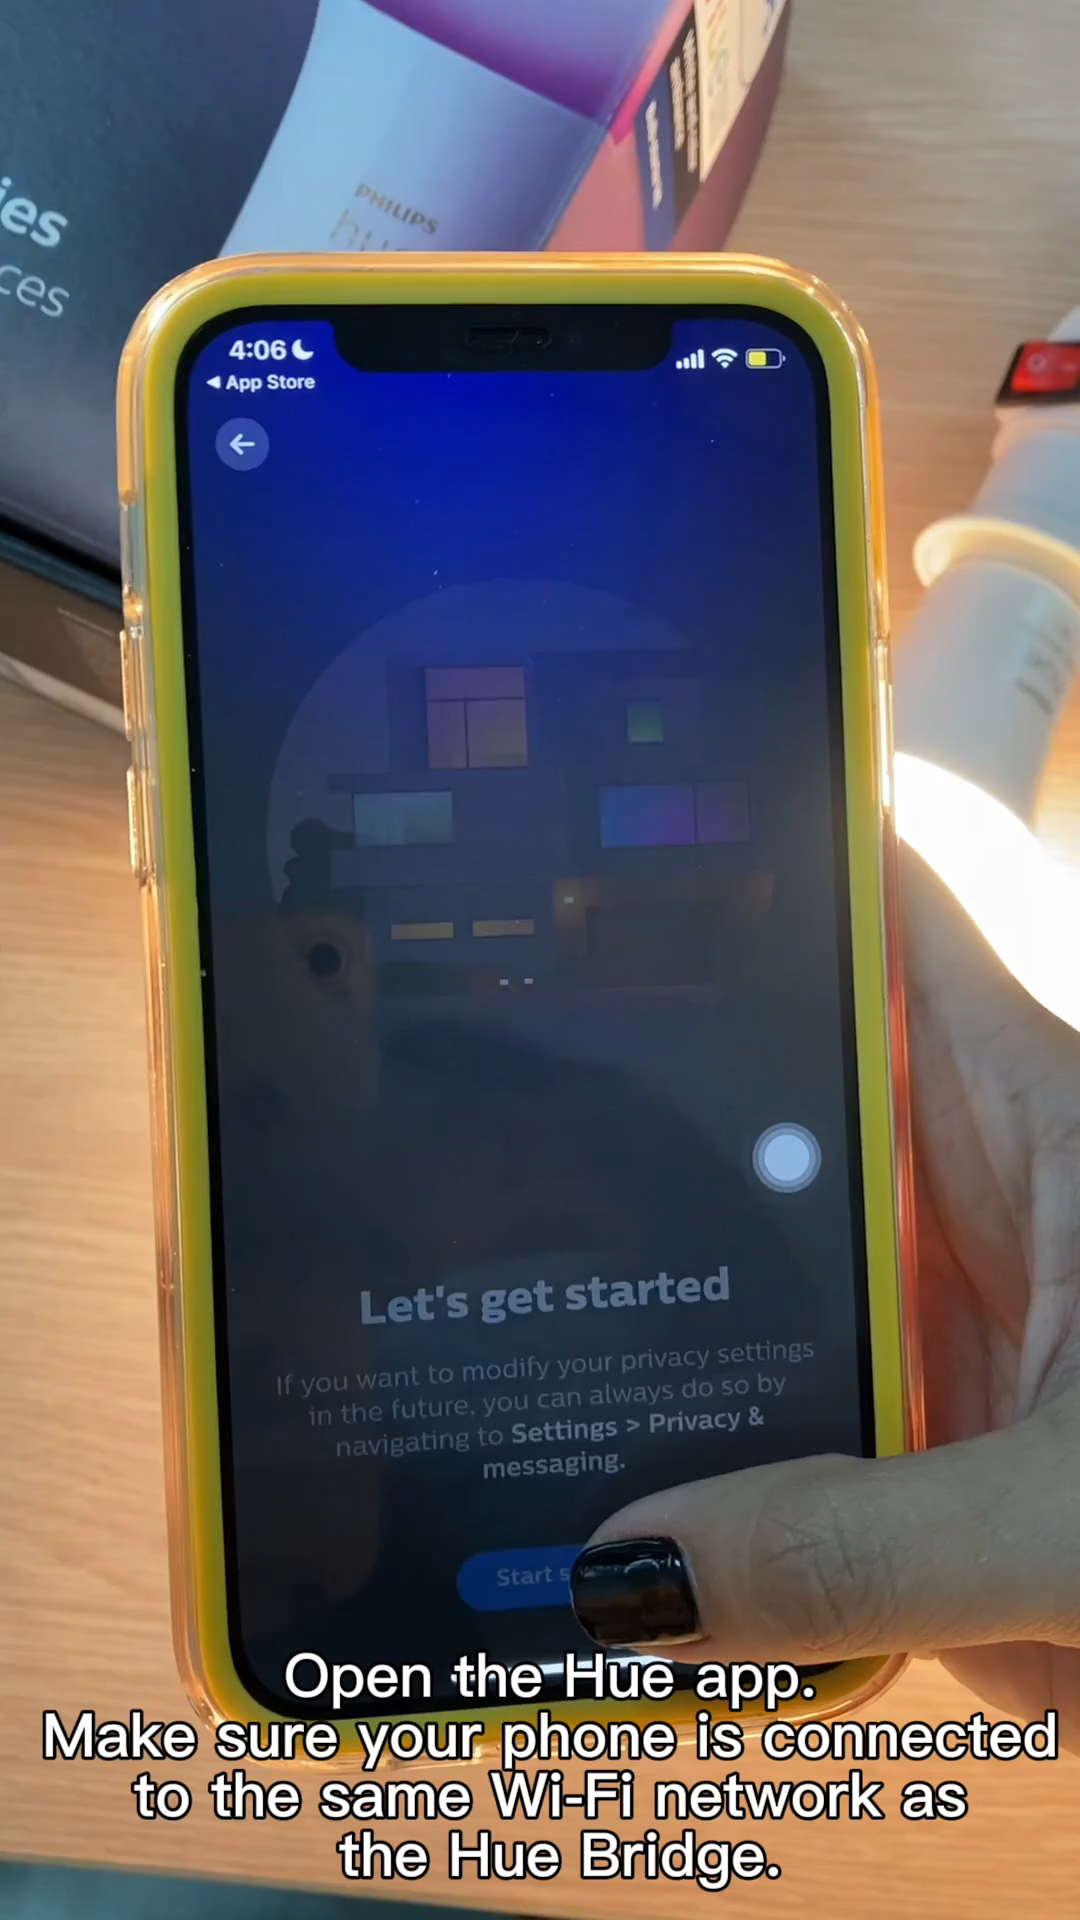 ies
ces
PHILIPS
hue
4:06
App Store
Let's get started
If you want to modify your privacy settings
in the future, you can always do so by
navigating to Settings > Privacy &
messaging.
Start s
Open the Hue app.
Make sure your phone is connected
to the same Wi-Fi network as
the Hue Bridge.